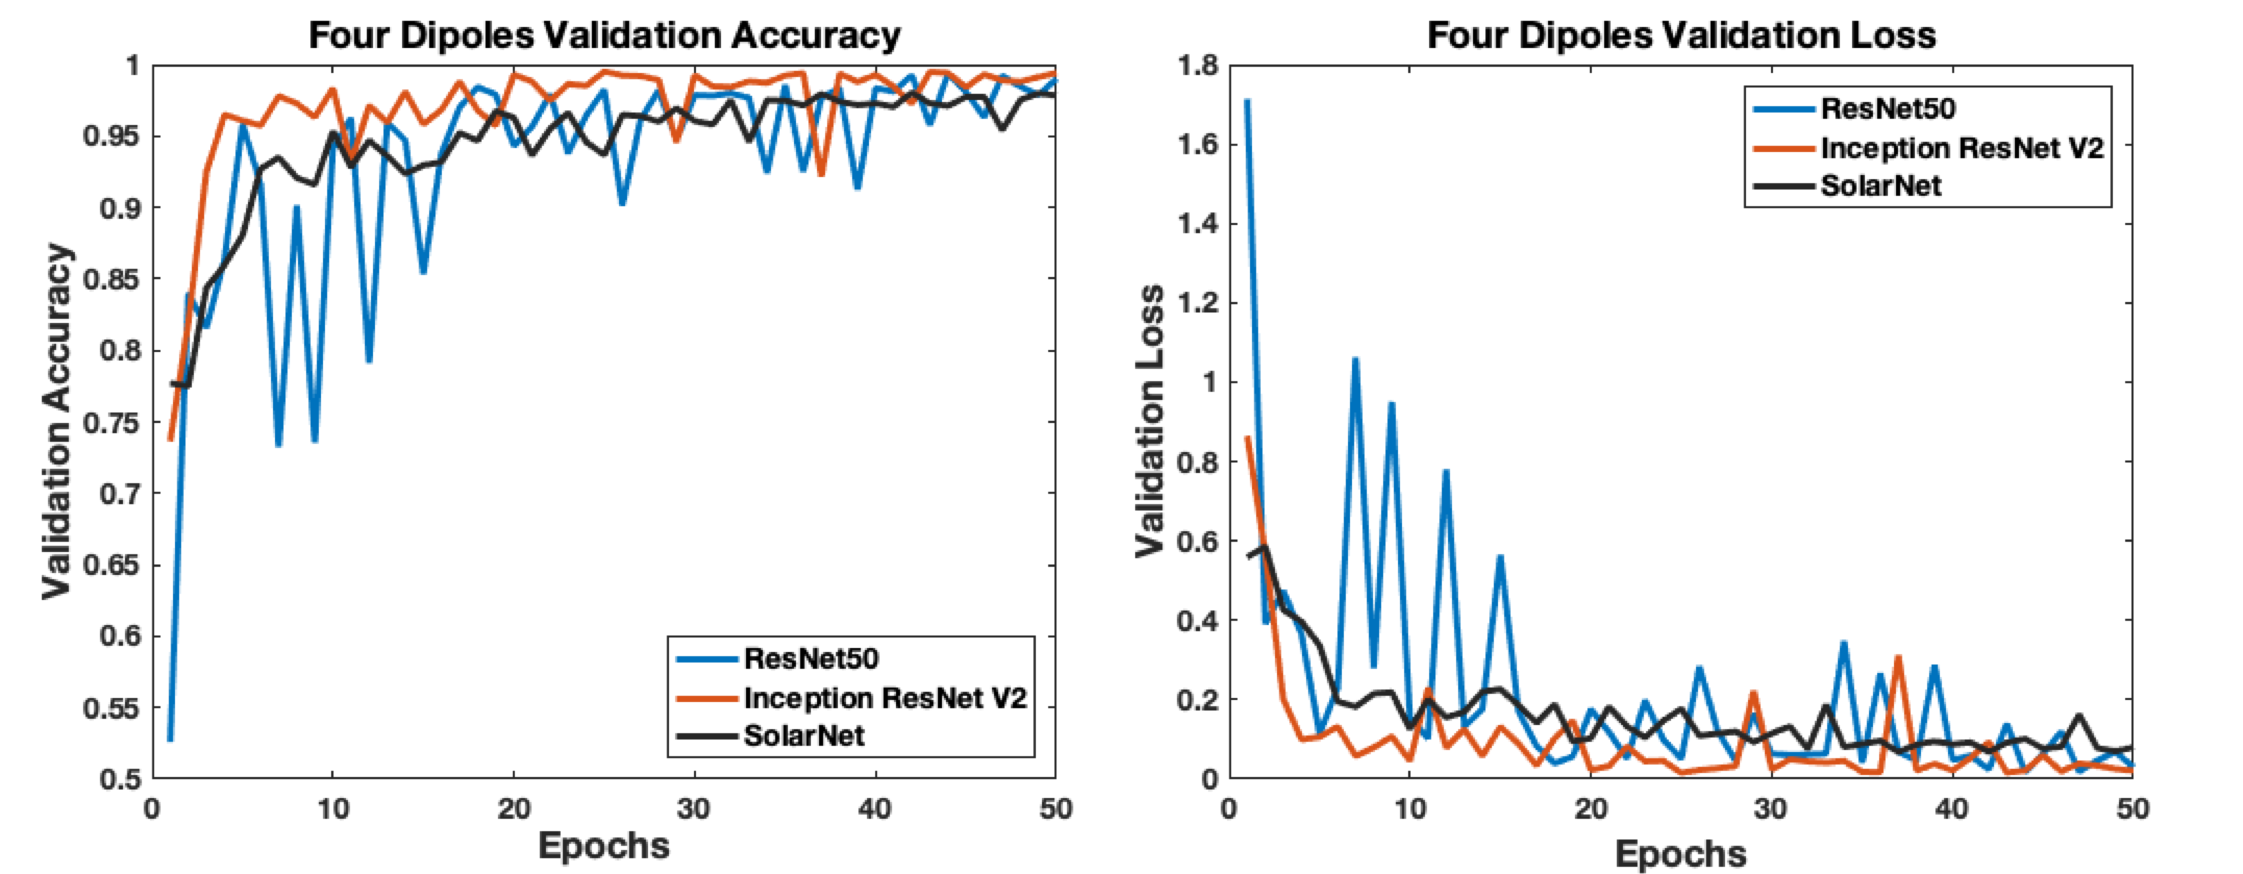 Four Dipoles Validation Accuracy
1
0.95
0.9
0.85
0.8
0.75
0.7
0.65
0.6
0.55
0.5
Validation Accuracy
ResNet50
Inception ResNet V2
SolarNet
0 10 20 30 40 50
Epochs
Four Dipoles Validation Loss
1.8
1.6
1.4
1.2
1
0.8
0.6
0.4
0.2
0
Validation Loss
ResNet50
Inception ResNet V2
SolarNet
0 10 20 30 40 50
Epochs